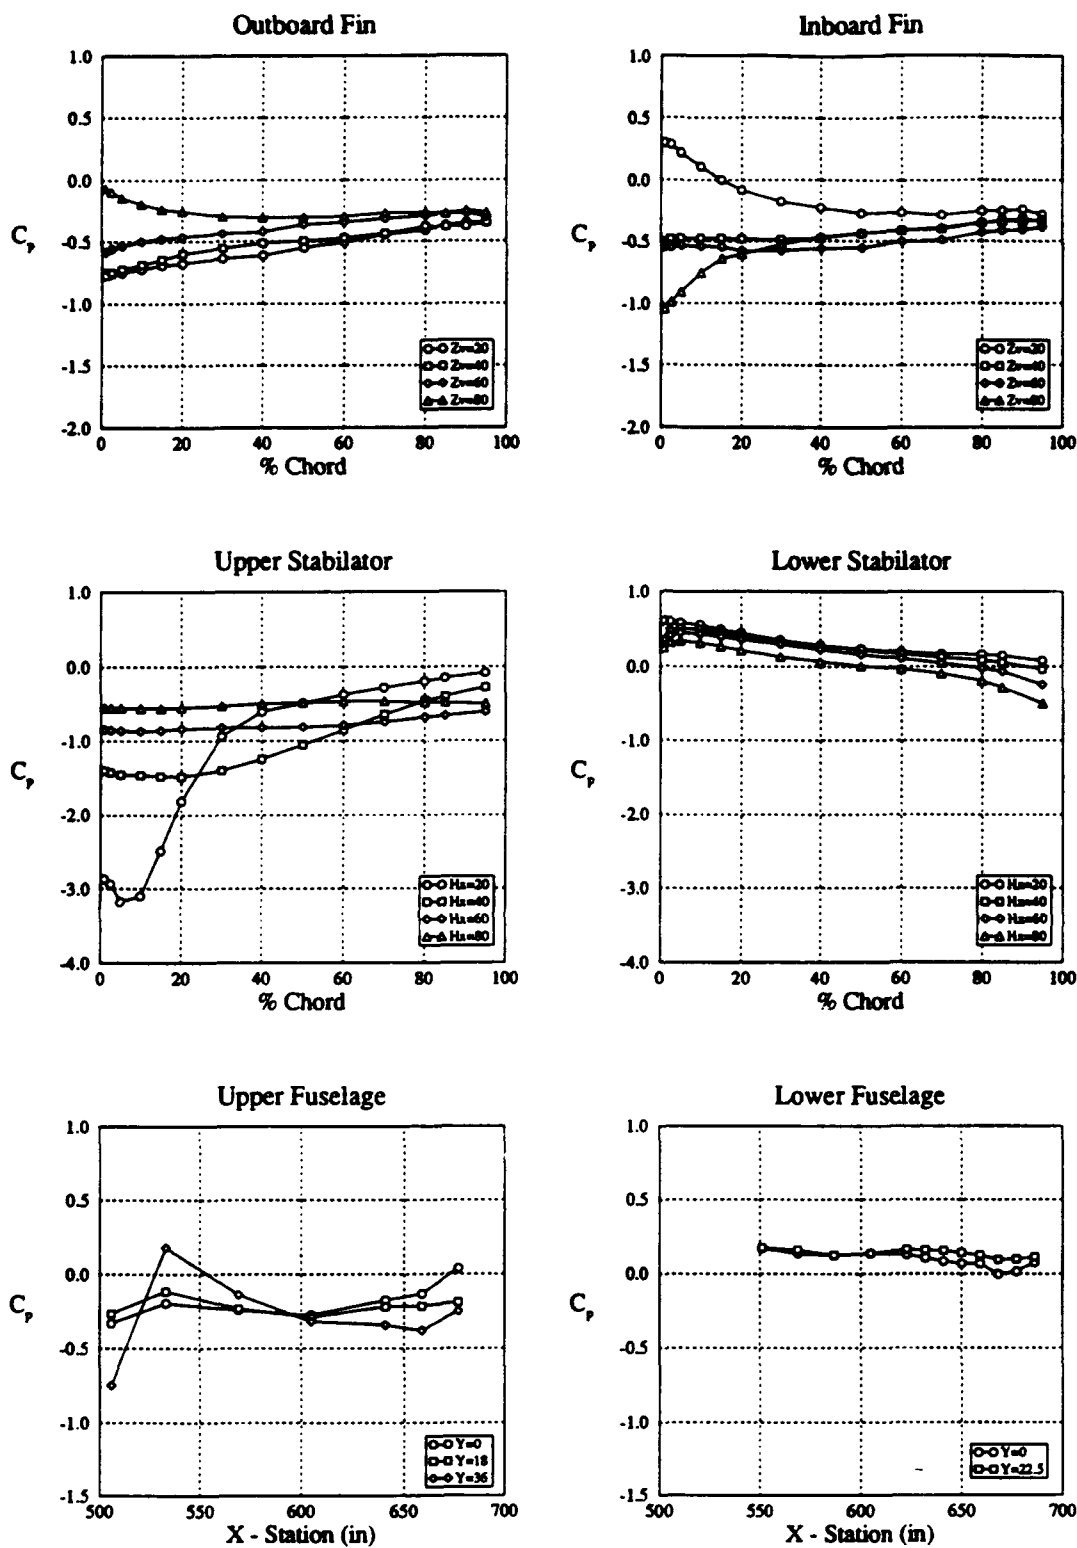 Outboard Fin
1.0
0.5
0.0
-0.5
-1.0
-1.5
-2.0
Cp
0 20 40 60 80 100
% Chord
Zv=20
Zv=40
Zv=60
Zv=80
Inboard Fin
1.0
0.5
0.0
-0.5
-1.0
-1.5
-2.0
Cp
0 20 40 60 80 100
% Chord
Zv=20
Zv=40
Zv=60
Zv=80
Upper Stabilator
1.0
0.0
-1.0
-2.0
-3.0
-4.0
Cp
0 20 40 60 80 100
% Chord
Hs=20
Hs=40
Hs=60
Hs=80
Lower Stabilator
1.0
0.0
-1.0
-2.0
-3.0
-4.0
Cp
0 20 40 60 80 100
% Chord
Hs=20
Hs=40
Hs=60
Hs=80
Upper Fuselage
1.0
0.5
0.0
-0.5
-1.0
-1.5
Cp
500 550 600 650 700
X - Station (in)
Y=0
Y=18
Y=36
Lower Fuselage
1.0
0.5
0.0
-0.5
-1.0
-1.5
Cp
500 550 600 650 700
X - Station (in)
Y=0
Y=22.5